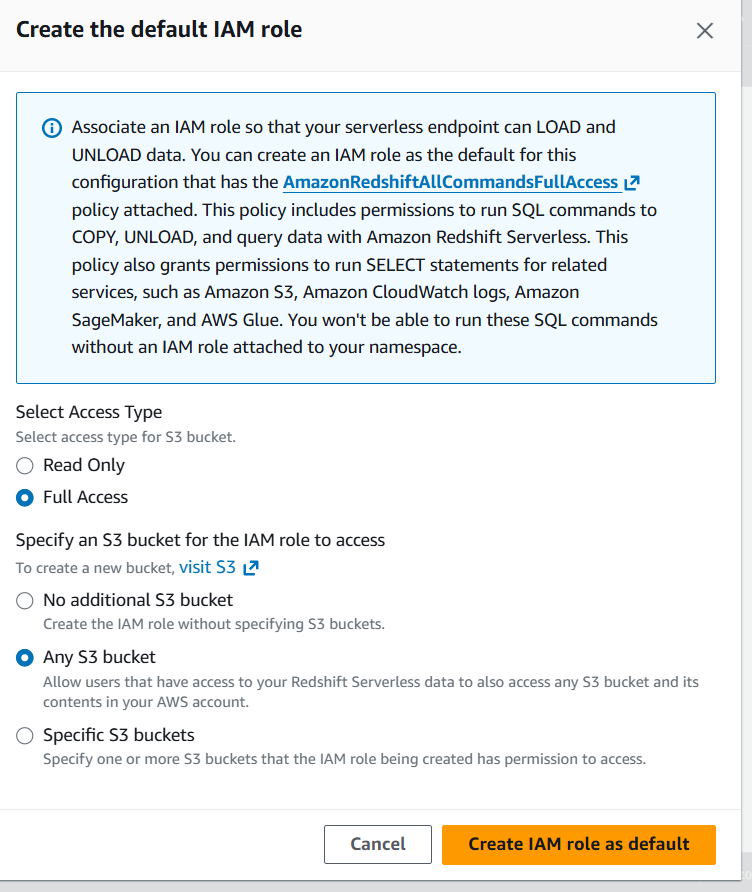 Create the default IAM role
Associate an IAM role so that your serverless endpoint can LOAD and
UNLOAD data. You can create an IAM role as the default for this
configuration that has the AmazonRedshiftAllCommandsFullAccess
policy attached. This policy includes permissions to run SQL commands to
COPY, UNLOAD, and query data with Amazon Redshift Serverless. This
policy also grants permissions to run SELECT statements for related
services, such as Amazon S3, Amazon CloudWatch logs, Amazon
SageMaker, and AWS Glue. You won't be able to run these SQL commands
without an IAM role attached to your namespace.
Select Access Type
Select access type for S3 bucket.
Read Only
Full Access
Specify an S3 bucket for the IAM role to access
To create a new bucket, visit S3
No additional S3 bucket
Create the IAM role without specifying S3 buckets.
Any S3 bucket
Allow users that have access to your Redshift Serverless data to also access any S3 bucket and its
contents in your AWS account.
Specific S3 buckets
Specify one or more S3 buckets that the IAM role being created has permission to access.
Cancel
Create IAM role as default